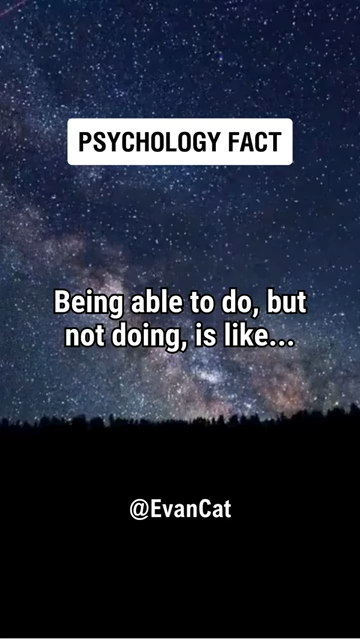 PSYCHOLOGY FACT
Being able to do, but
not doing, is like...
@EvanCat